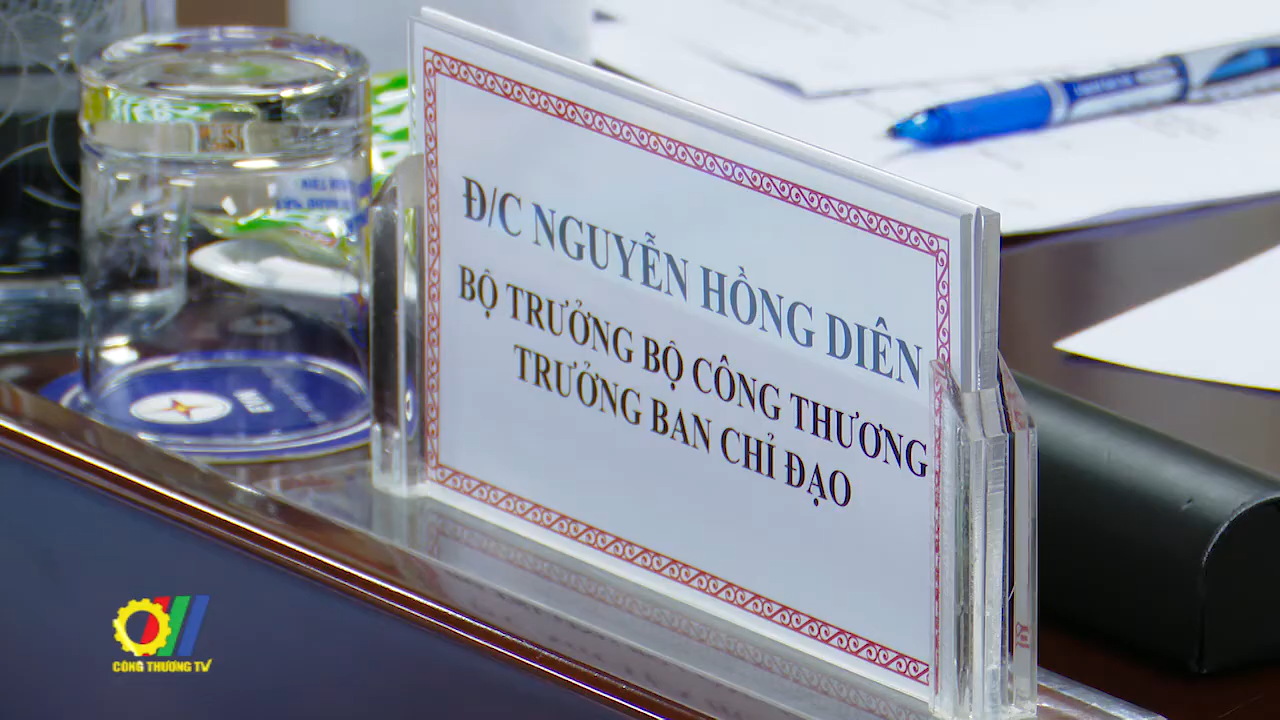 Đ/C NGUYỄN HỒNG DIÊN
BỘ TRƯỞNG BỘ CÔNG THƯƠNG
TRƯỞNG BAN CHỈ ĐẠO
CÔNG THƯƠNG TV